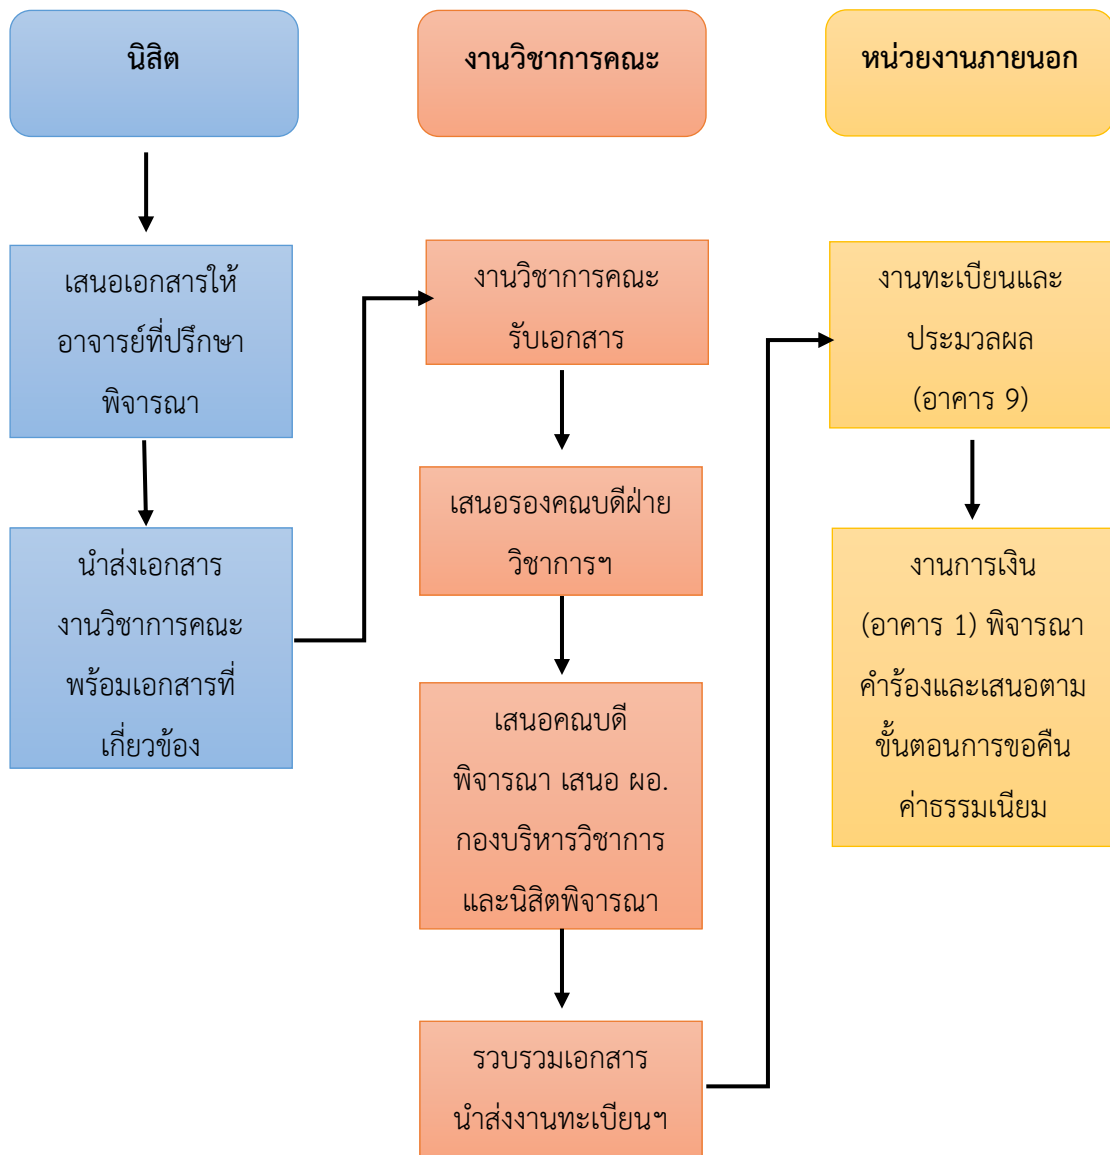 นิสิต
งานวิชาการคณะ
หน่วยงานภายนอก
เสนอเอกสารให้
อาจารย์ที่ปรึกษา
พิจารณา
นำส่งเอกสาร
งานวิชาการคณะ
พร้อมเอกสารที่
เกี่ยวข้อง
งานวิชาการคณะ
รับเอกสาร
เสนอรองคณบดีฝ่าย
วิชาการฯ
เสนอคณบดี
พิจารณา เสนอ ผอ.
กองบริหารวิชาการ
และนิสิตพิจารณา
รวบรวมเอกสาร
นำส่งงานทะเบียนฯ
งานทะเบียนและ
ประมวลผล
(อาคาร 9)
งานการเงิน
(อาคาร 1) พิจารณา
คำร้องและเสนอตาม
ขั้นตอนการขอคืน
ค่าธรรมเนียม